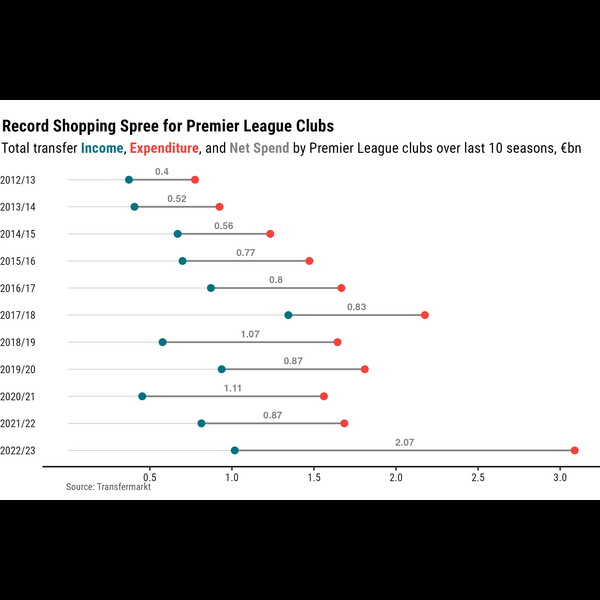 Record Shopping Spree for Premier League Clubs
Total transfer Income, Expenditure, and Net Spend by Premier League clubs over last 10 seasons, €bn
2012/13 0.4
2013/14 0.52
2014/15 0.56
2015/16 0.77
2016/17 0.8
2017/18 0.83
2018/19 1.07
2019/20 0.87
2020/21 1.11
2021/22 0.87
2022/23 2.07
0.5 1.0 1.5 2.0 2.5 3.0
Source: Transfermarkt